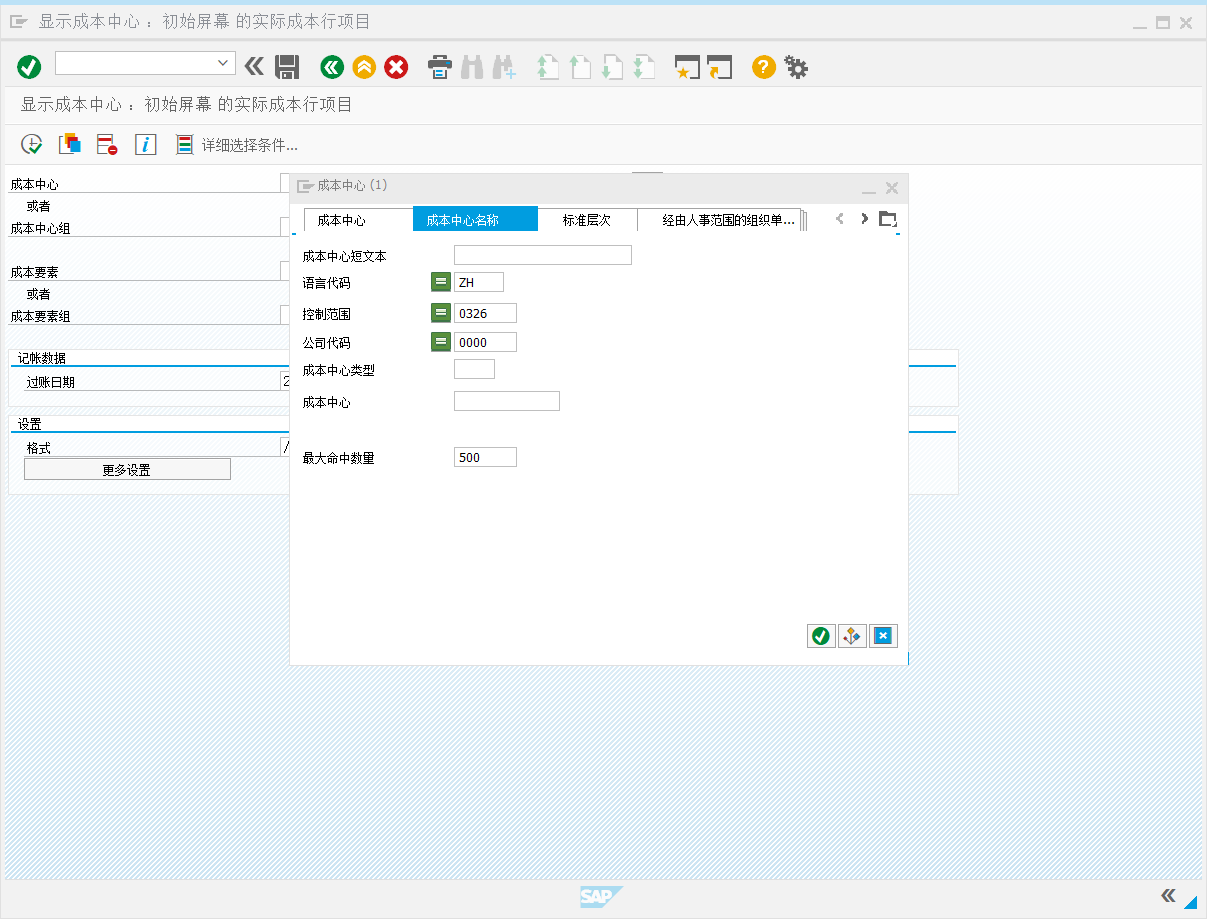 显示成本中心 ： 初始屏幕 的实际成本行项目
显示成本中心 ： 初始屏幕 的实际成本行项目
详细选择条件...
成本中心
或者
成本中心组
成本要素
或者
成本要素组
记帐数据
过账日期 2
设置
格式 /
更多设置
成本中心 (1)
成本中心 成本中心名称 标准层次 经由人事范围的组织单...
成本中心短文本
语言代码 ZH
控制范围 0326
公司代码 0000
成本中心类型
成本中心
最大命中数量 500
SAP